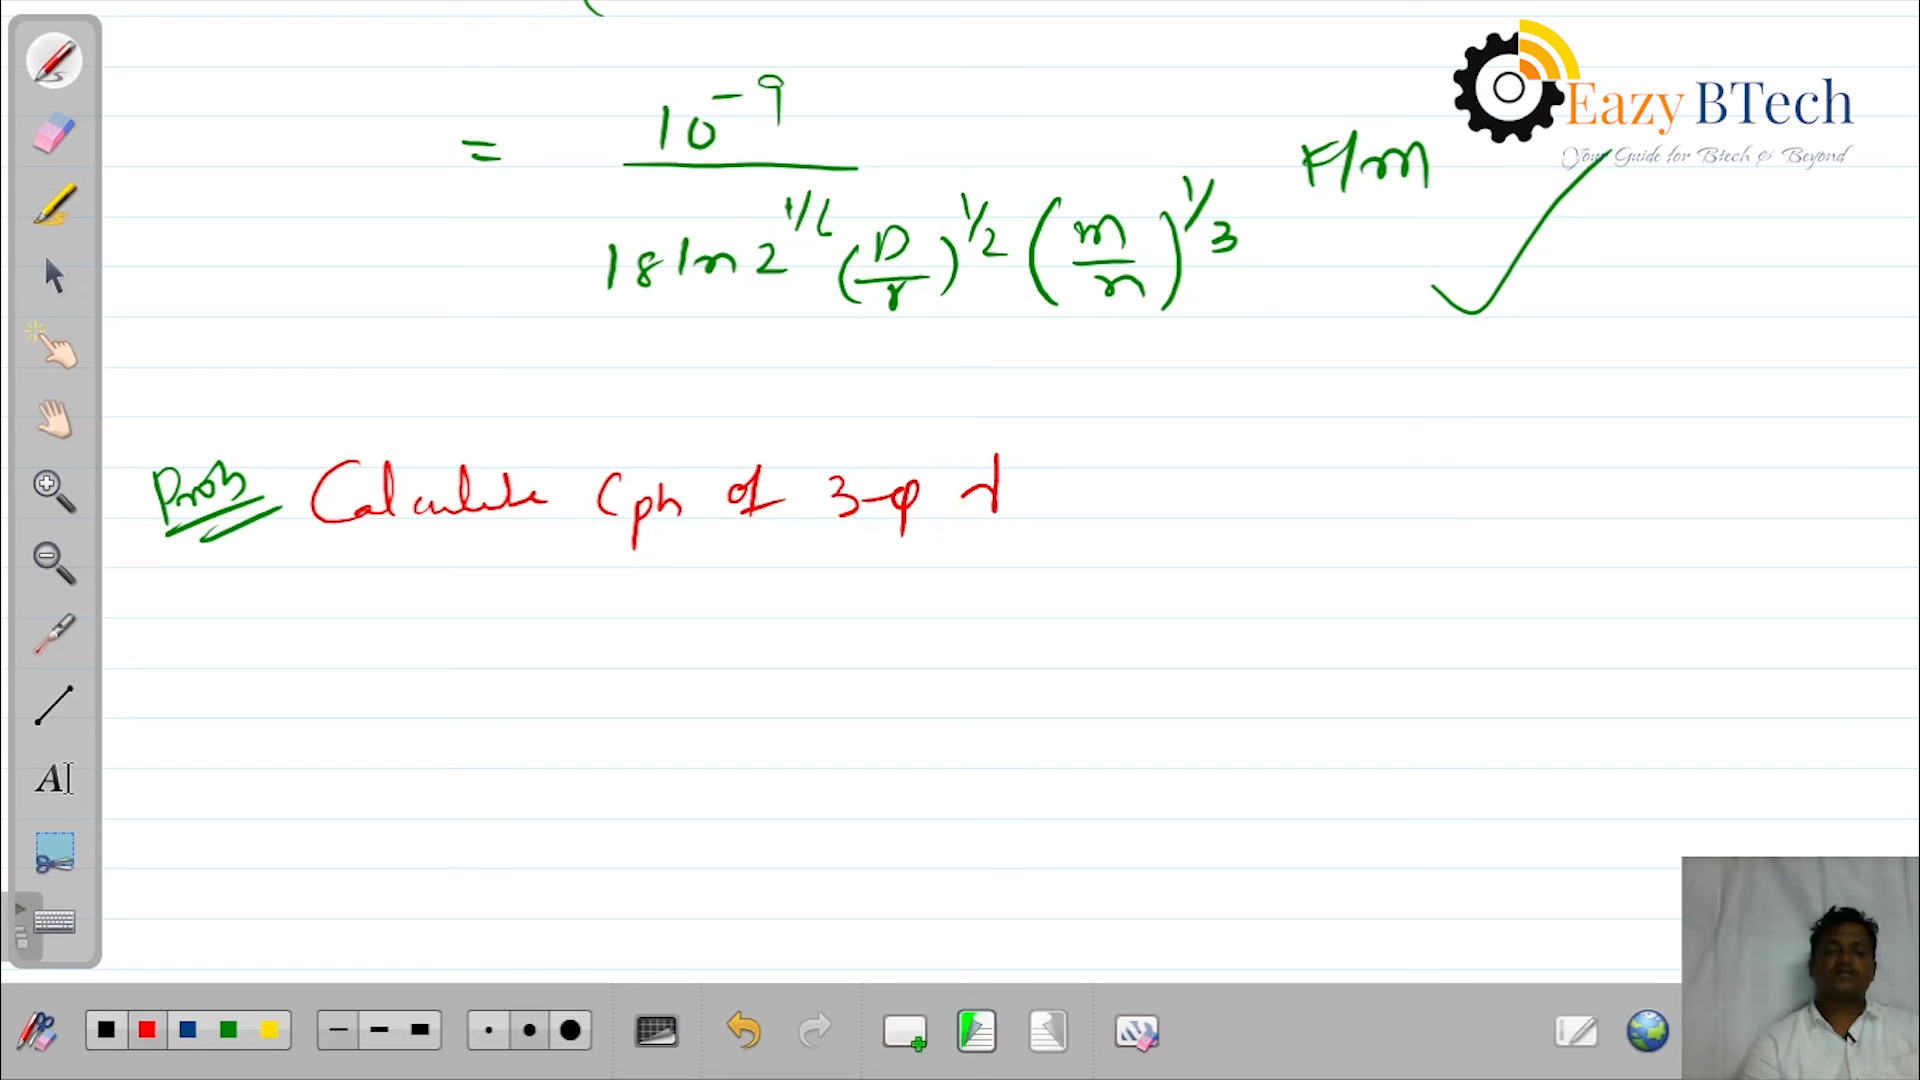 Eazy BTech
Your Guide for Btech & Beyond
= 10^-9 / 18 ln 2^1/6 (D/r)^1/2 (m/n)^1/3 F/m
Prob Calculate Cph of 3-φ
A